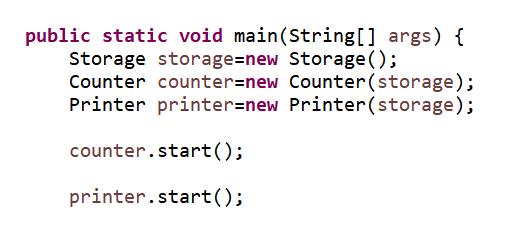 public static void main(String[] args) {
Storage storage=new Storage();
Counter counter=new Counter(storage);
Printer printer=new Printer(storage);
counter.start();
printer.start();